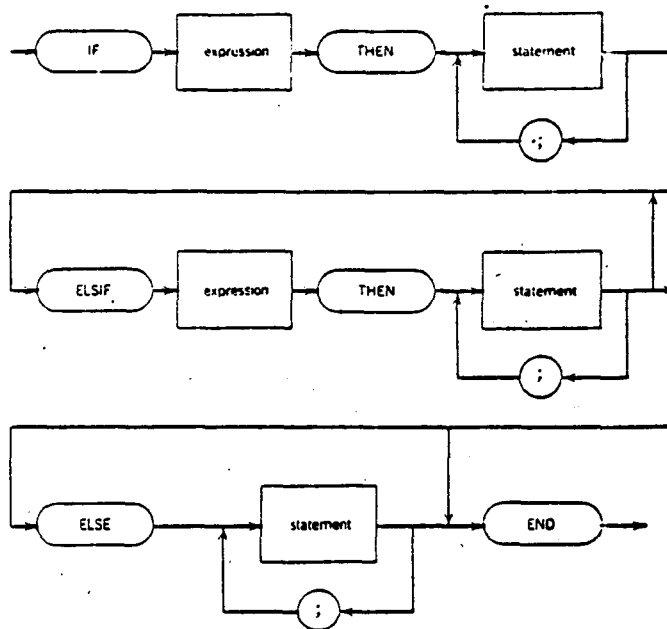 IF expression THEN statement
;
ELSIF expression THEN statement
;
ELSE statement END
;